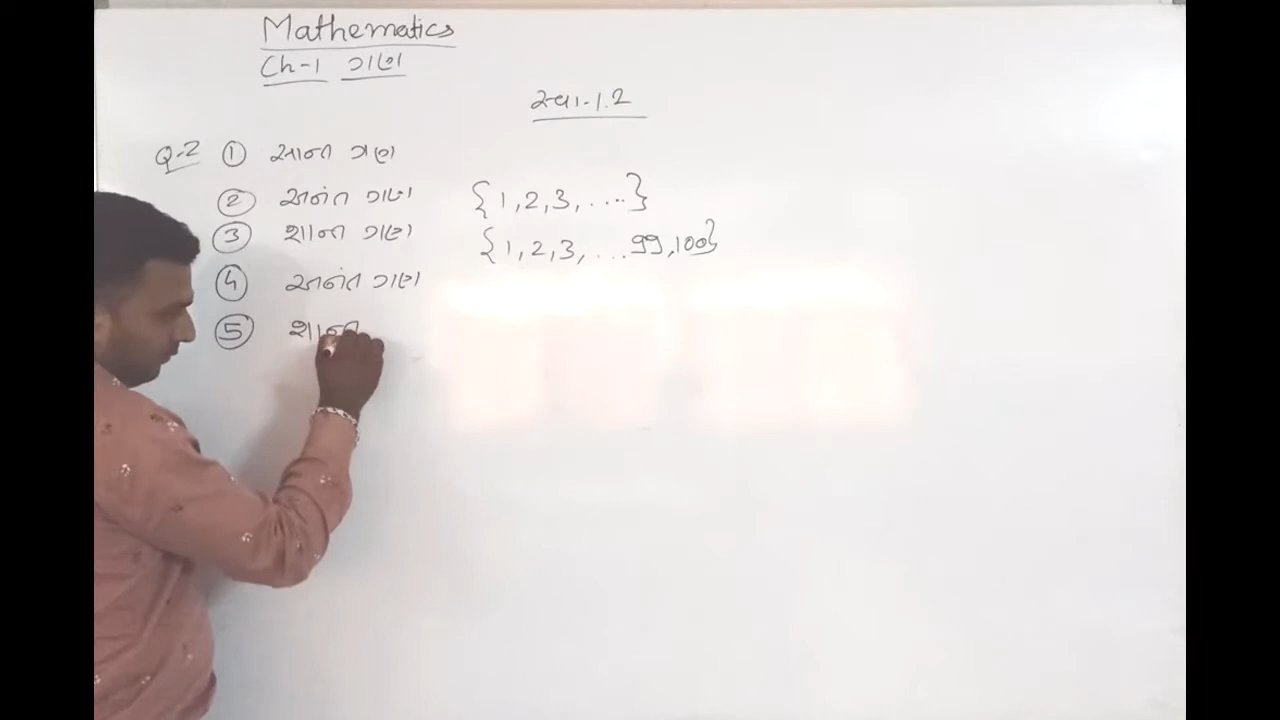 Mathematics
Ch-1 ગણ
સ્વા-1.2
Q-2 ① સાન્ત ગણ
② અનંત ગણ {1,2,3,....}
③ શાન્ત ગણ {1,2,3,...99,100}
④ અનંત ગણ
⑤ શાન્ત